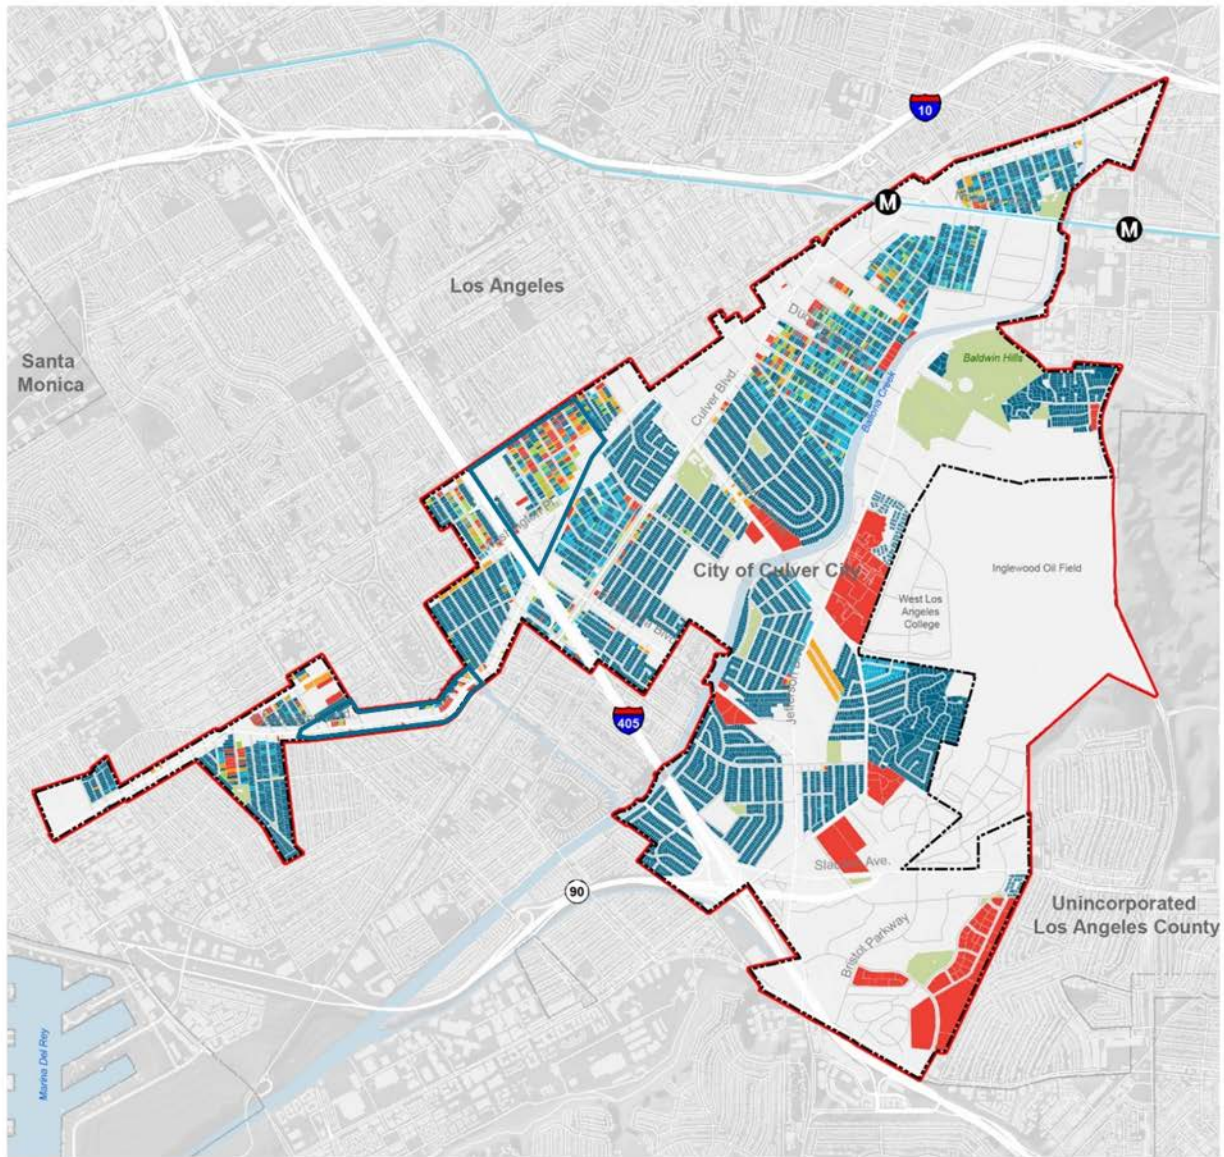 10
M
M
Los Angeles
Santa
Monica
Baldwin Hills
Culver Blvd.
Ballona Creek
City of Culver City
Inglewood Oil Field
West Los
Angeles
College
405
Slauson Ave.
90
Unincorporated
Los Angeles County
Bristol Parkway
Marina Del Rey